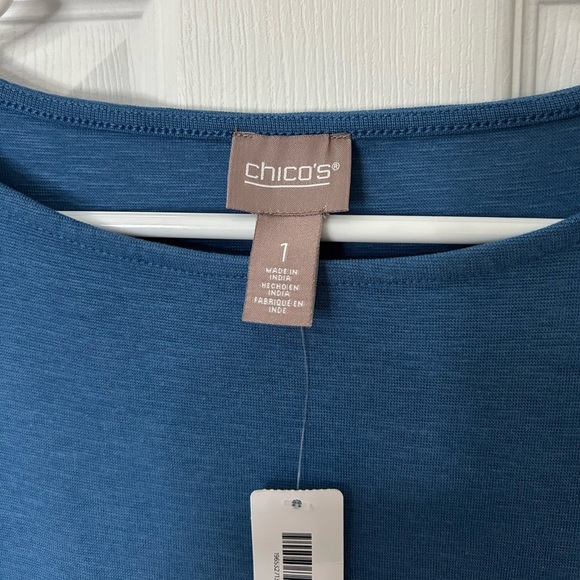 chico's®
1
MADE IN
INDIA
HECHO EN
INDIA
FABRIQUÉ EN
INDE